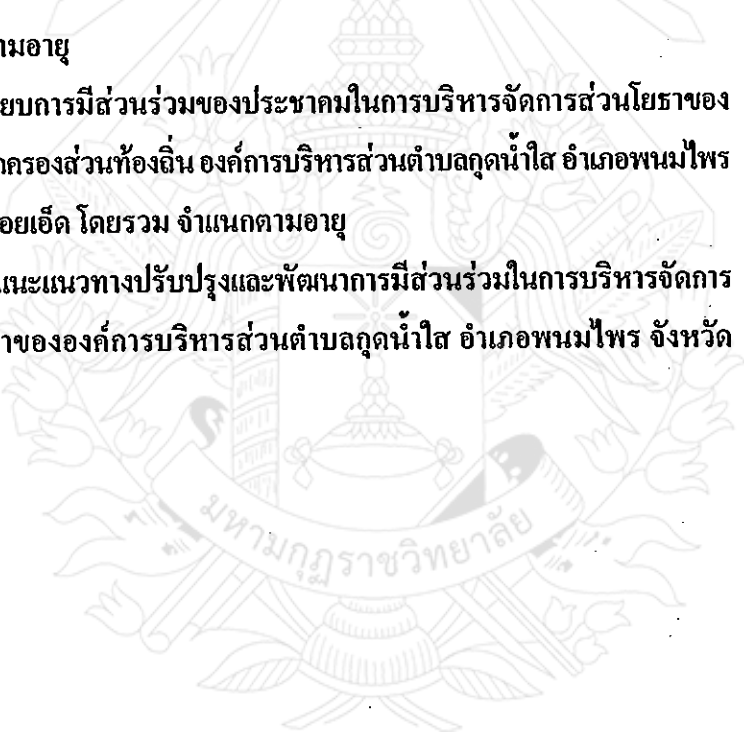 ามอายุ
ยบการมีส่วนร่วมของประชาคมในการบริหารจัดการส่วนโยธาของ
กครองส่วนท้องถิ่น องค์การบริหารส่วนตำบลกุดน้ำใส อำเภอพนมไพร
อยเอ็ด โดยรวม จำแนกตามอายุ
แนะแนวทางปรับปรุงและพัฒนาการมีส่วนร่วมในการบริหารจัดการ
าขององค์การบริหารส่วนตำบลกุดน้ำใส อำเภอพนมไพร จังหวัด
มหามกุฏราชวิทยาลัย